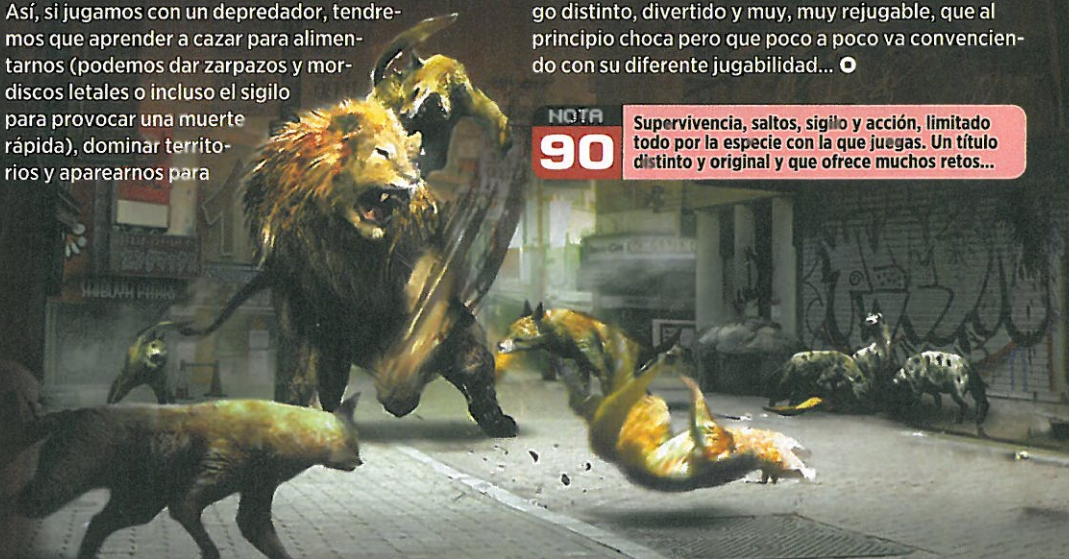 Así, si jugamos con un depredador, tendre-
mos que aprender a cazar para alimen-
tarnos (podemos dar zarpazos y mor-
discos letales o incluso el sigilo
para provocar una muerte
rápida), dominar territo-
rios y aparearnos para
go distinto, divertido y muy, muy rejugable, que al
principio choca pero que poco a poco va convencien-
do con su diferente jugabilidad... O
NOTA
90
Supervivencia, saltos, sigilo y acción, limitado
todo por la especie con la que juegas. Un título
distinto y original y que ofrece muchos retos...